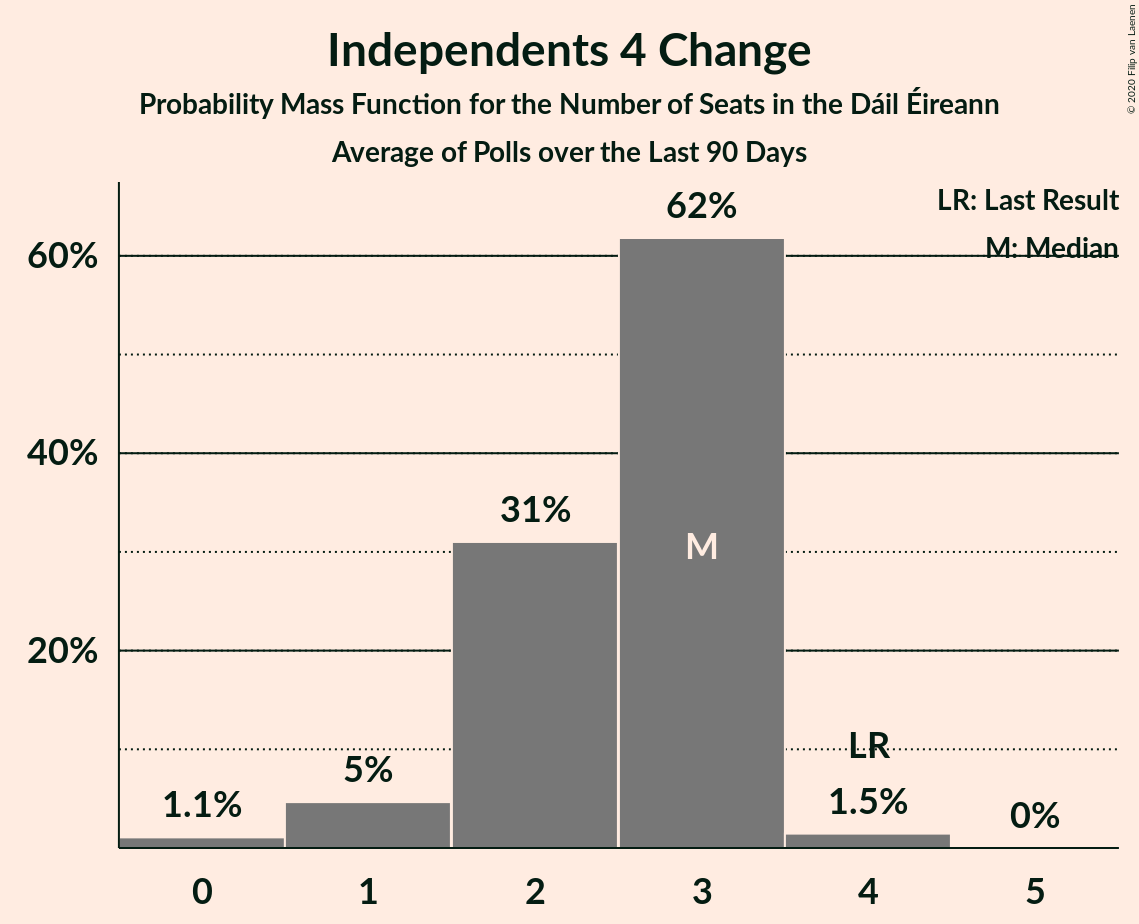 Independents 4 Change
Probability Mass Function for the Number of Seats in the Dáil Éireann
Average of Polls over the Last 90 Days
© 2020 Filip van Laenen
LR: Last Result
M: Median
62%
60%
40%
31%
M
20%
LR
5%
1.1%
1.5%
0%
0 1 2 3 4 5